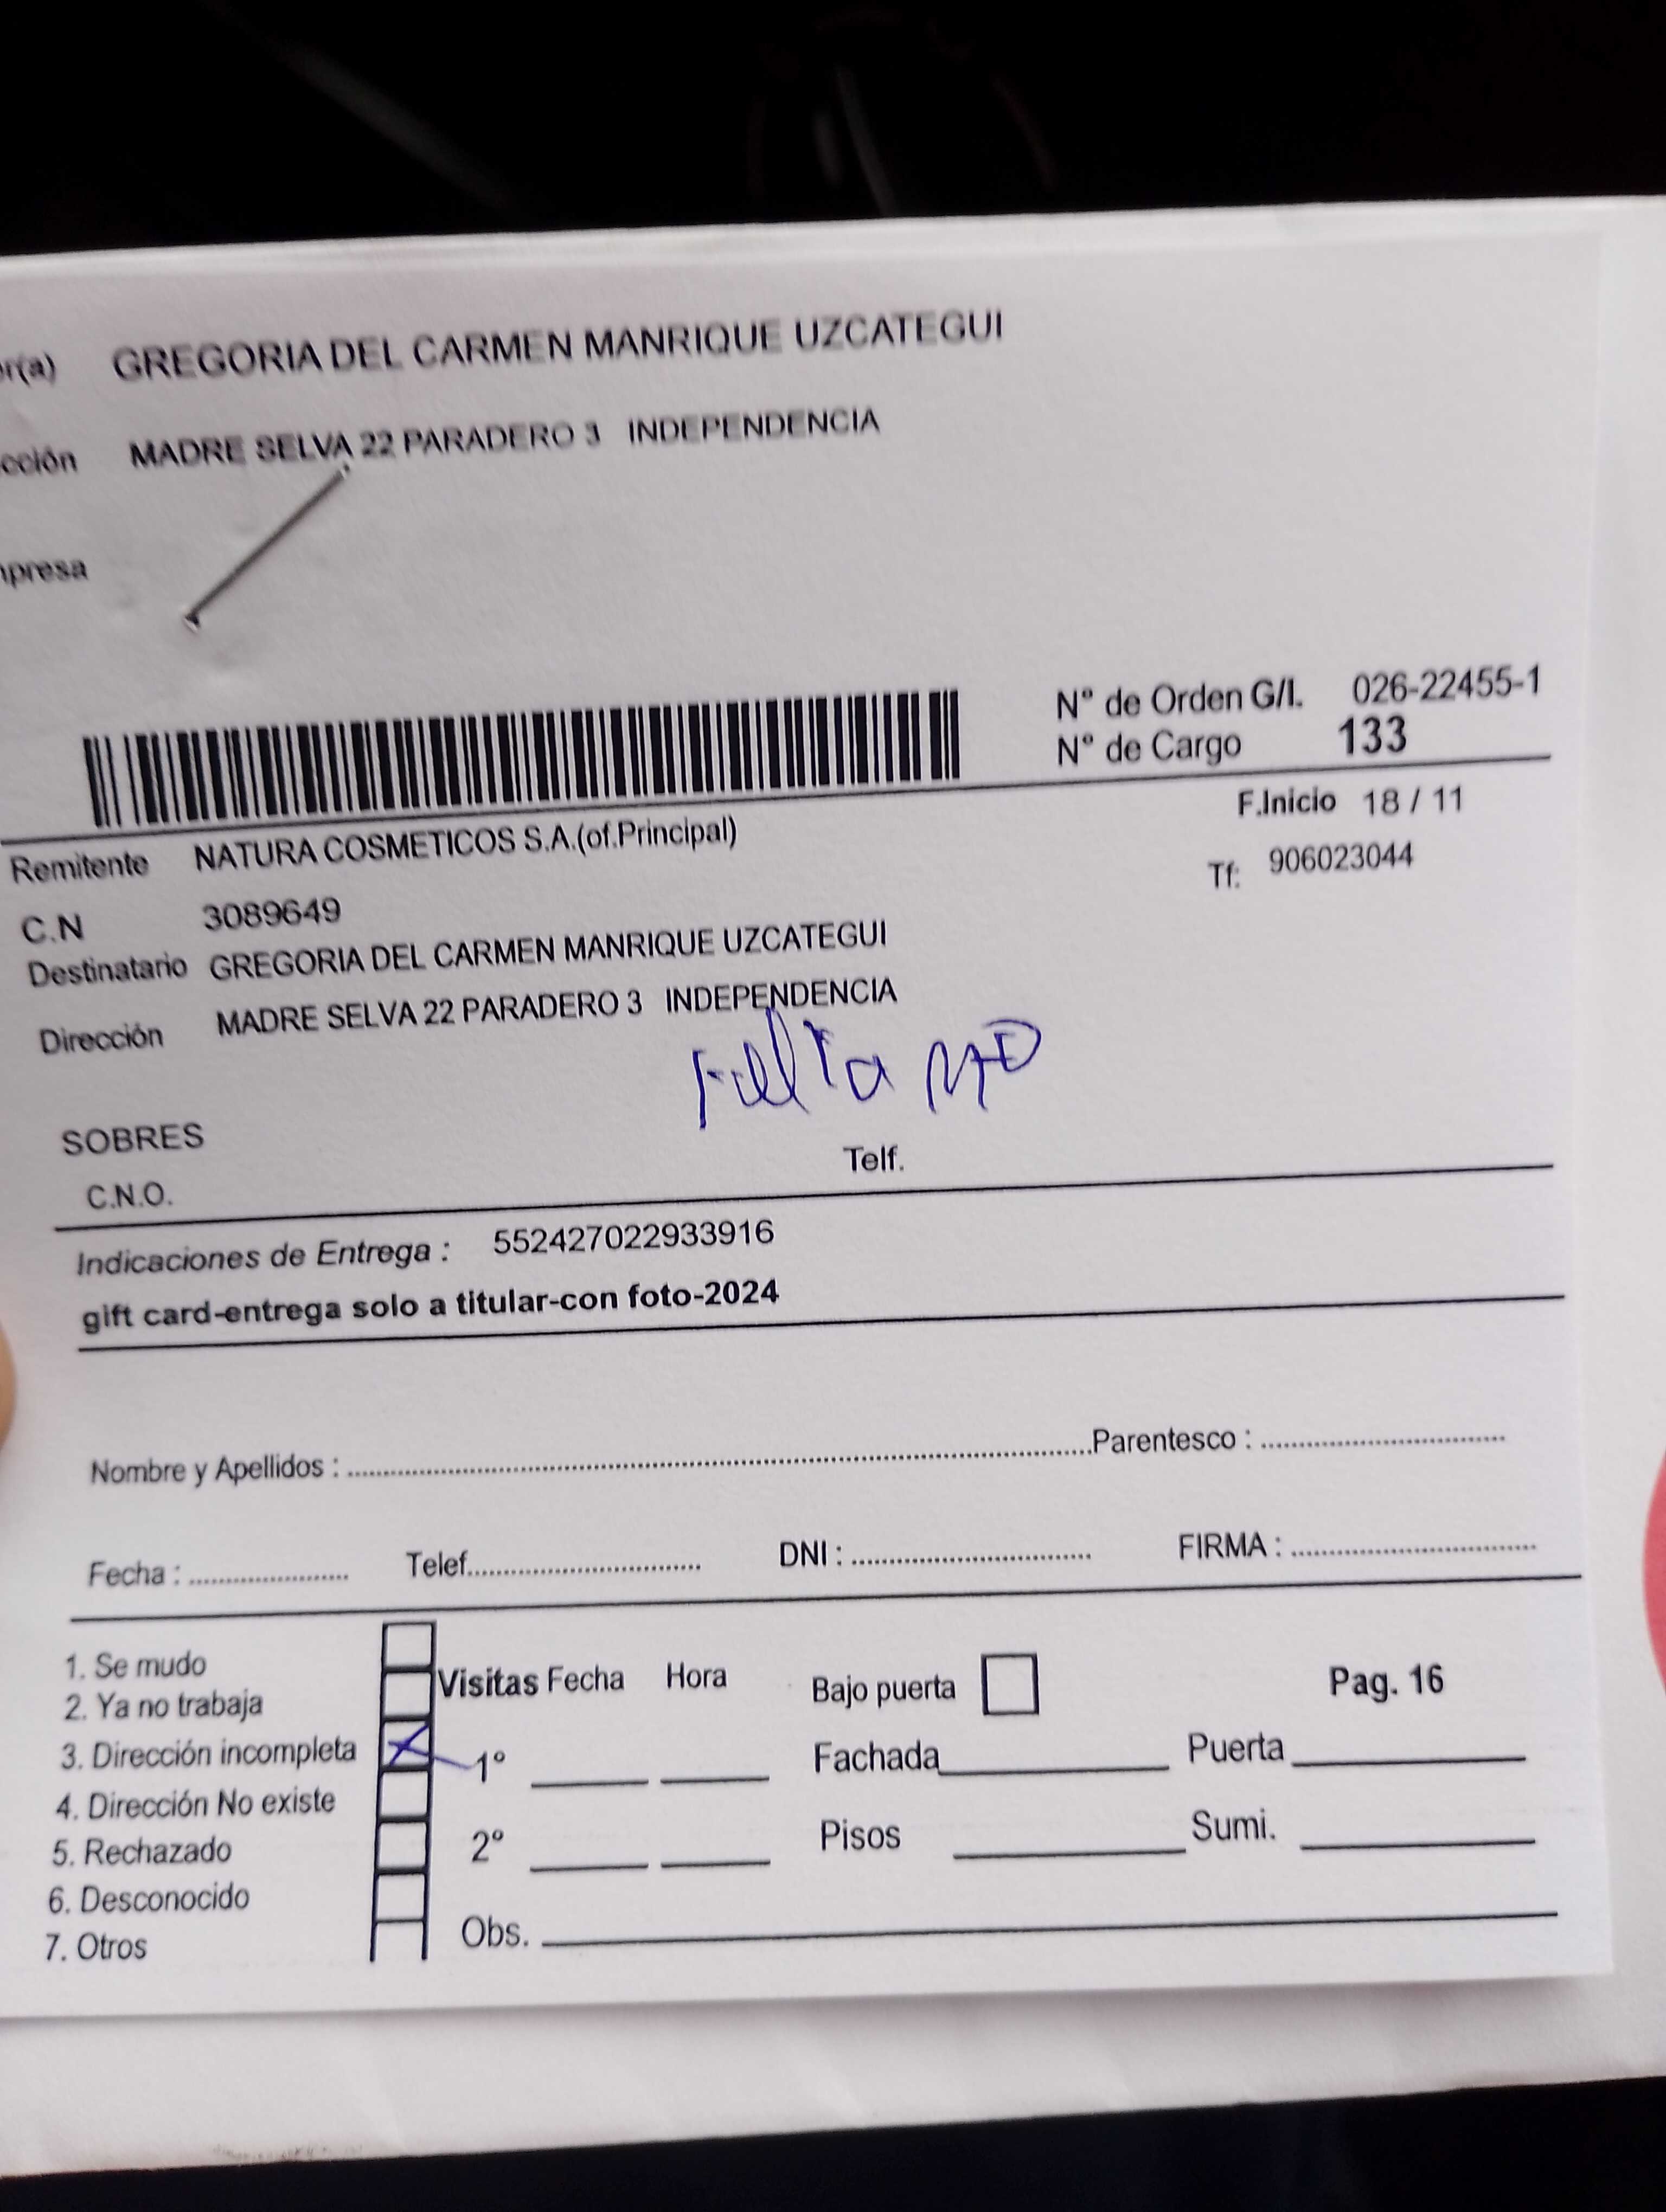 or(a) GREGORIA DEL CARMEN MANRIQUE UZCATEGUI
cción MADRE SELVA 22 PARADERO 3 INDEPENDENCIA
mpresa
N° de Orden G/I. 026-22455-1
N° de Cargo 133
F.Inicio 18 / 11
Remitente NATURA COSMETICOS S.A.(of.Principal)
Tf: 906023044
C.N 3089649
Destinatario GREGORIA DEL CARMEN MANRIQUE UZCATEGUI
Dirección MADRE SELVA 22 PARADERO 3 INDEPENDENCIA
Falta
SOBRES
Telf.
C.N.O.
Indicaciones de Entrega : 552427022933916
gift card-entrega solo a titular-con foto-2024
Nombre y Apellidos : Parentesco :
Fecha : Telef. DNI : FIRMA :
1. Se mudo
2. Ya no trabaja
3. Dirección incompleta
4. Dirección No existe
5. Rechazado
6. Desconocido
7. Otros
Visitas Fecha Hora Bajo puerta Pag. 16
1° Fachada Puerta
2° Pisos Sumi.
Obs.